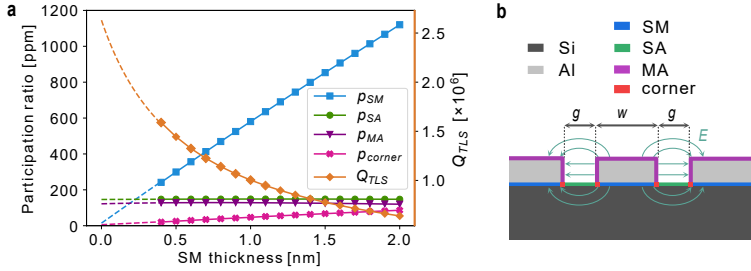 a
1200
1000
800
600
400
200
0
Participation ratio [ppm]
0.0
0.5
1.0
1.5
2.0
SM thickness [nm]
2.5
2.0
1.5
1.0
Q_TLS [×10⁶]
p_SM
p_SA
p_MA
p_corner
Q_TLS
b
Si
Al
SM
SA
MA
corner
g
w
g
E